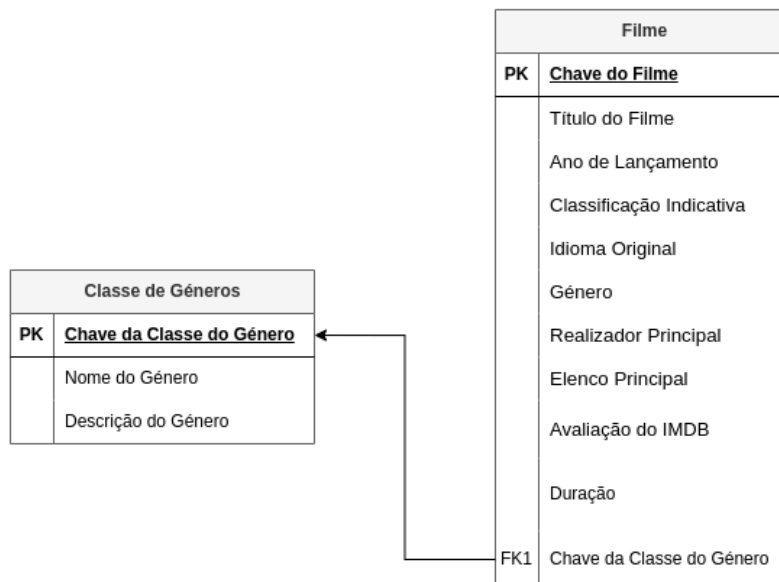 Filme
PK Chave do Filme
Título do Filme
Ano de Lançamento
Classificação Indicativa
Idioma Original
Género
Realizador Principal
Elenco Principal
Avaliação do IMDB
Duração
FK1 Chave da Classe do Género
Classe de Géneros
PK Chave da Classe do Género
Nome do Género
Descrição do Género